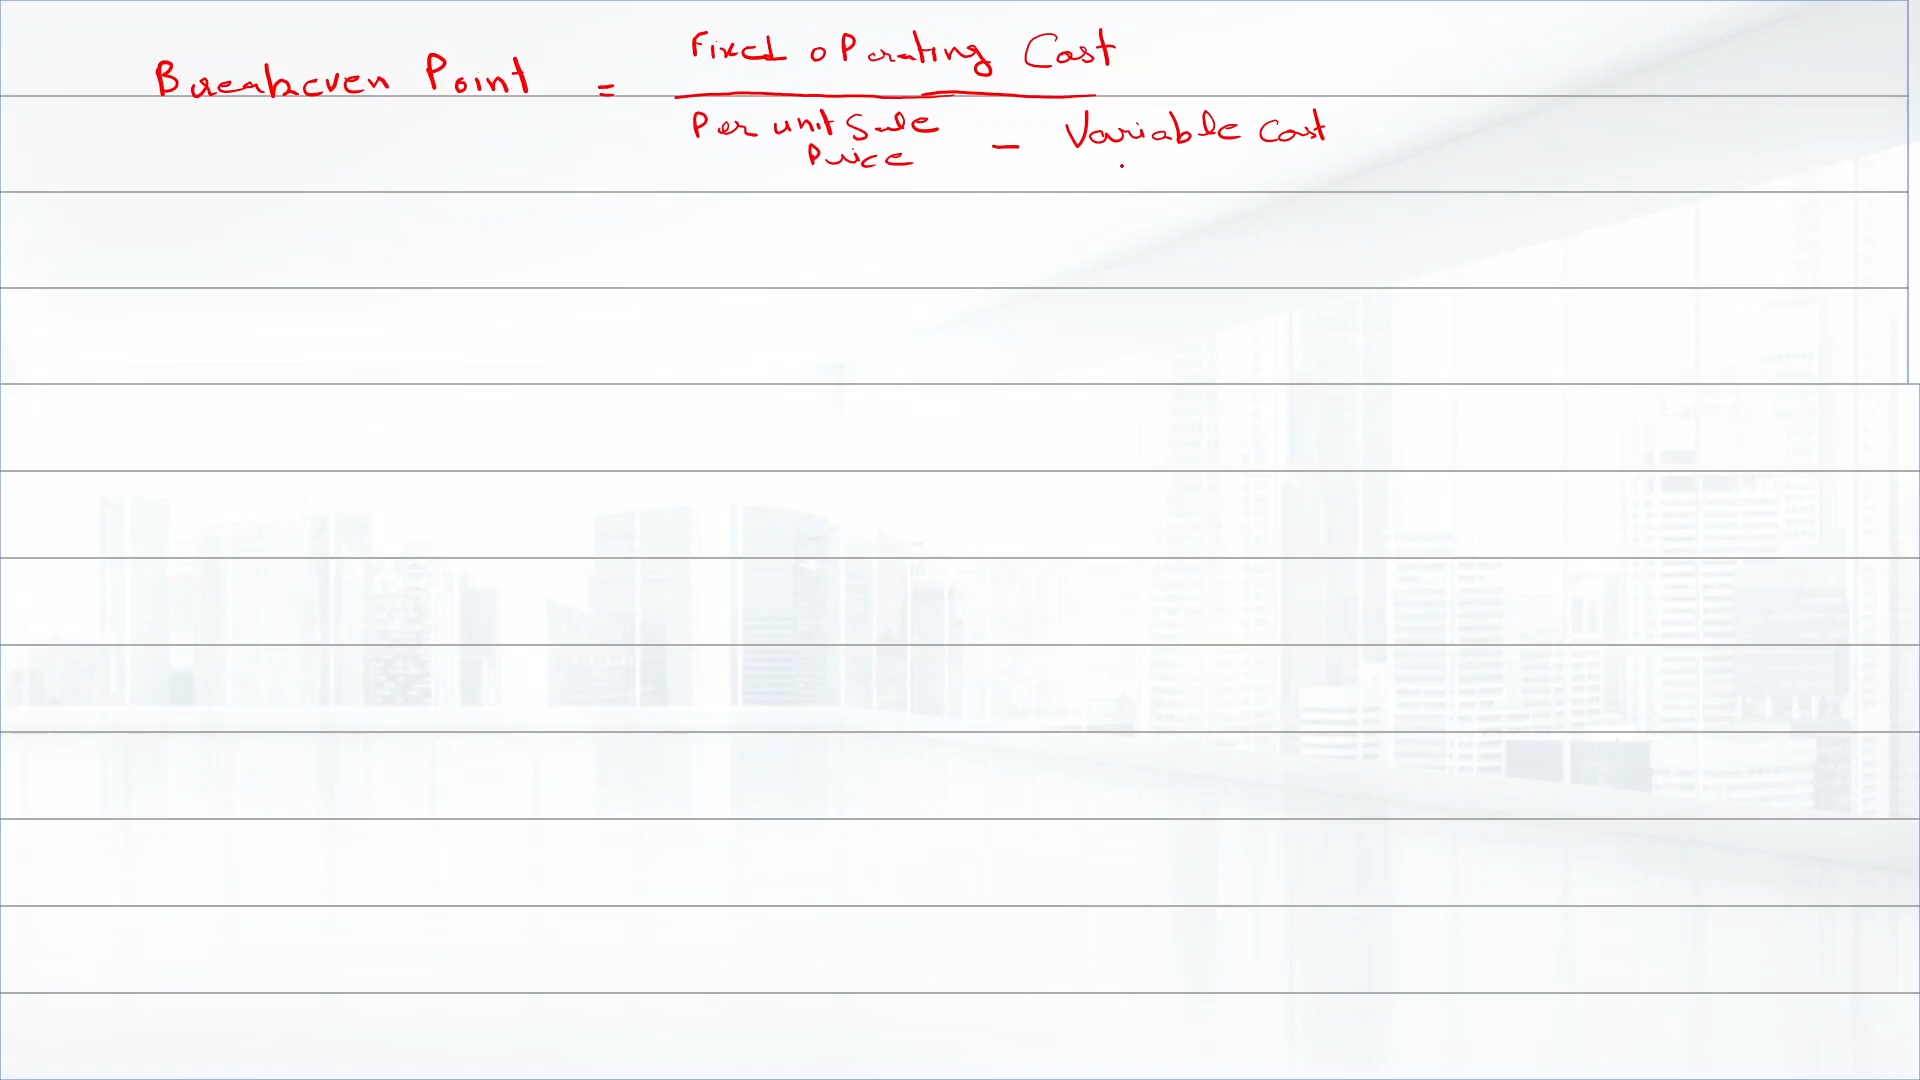 Fixed operating Cost
Breakeven Point =
Per unit Sale - Variable Cost
Price